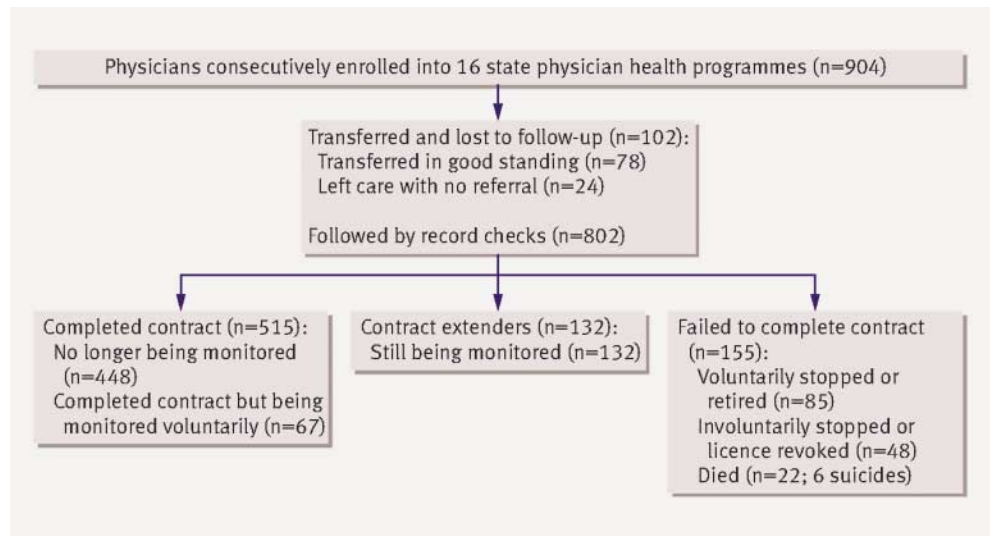 Physicians consecutively enrolled into 16 state physician health programmes (n=904)
Transferred and lost to follow-up (n=102):
Transferred in good standing (n=78)
Left care with no referral (n=24)
Followed by record checks (n=802)
Completed contract (n=515):
No longer being monitored
(n=448)
Completed contract but being
monitored voluntarily (n=67)
Contract extenders (n=132):
Still being monitored (n=132)
Failed to complete contract
(n=155):
Voluntarily stopped or
retired (n=85)
Involuntarily stopped or
licence revoked (n=48)
Died (n=22; 6 suicides)